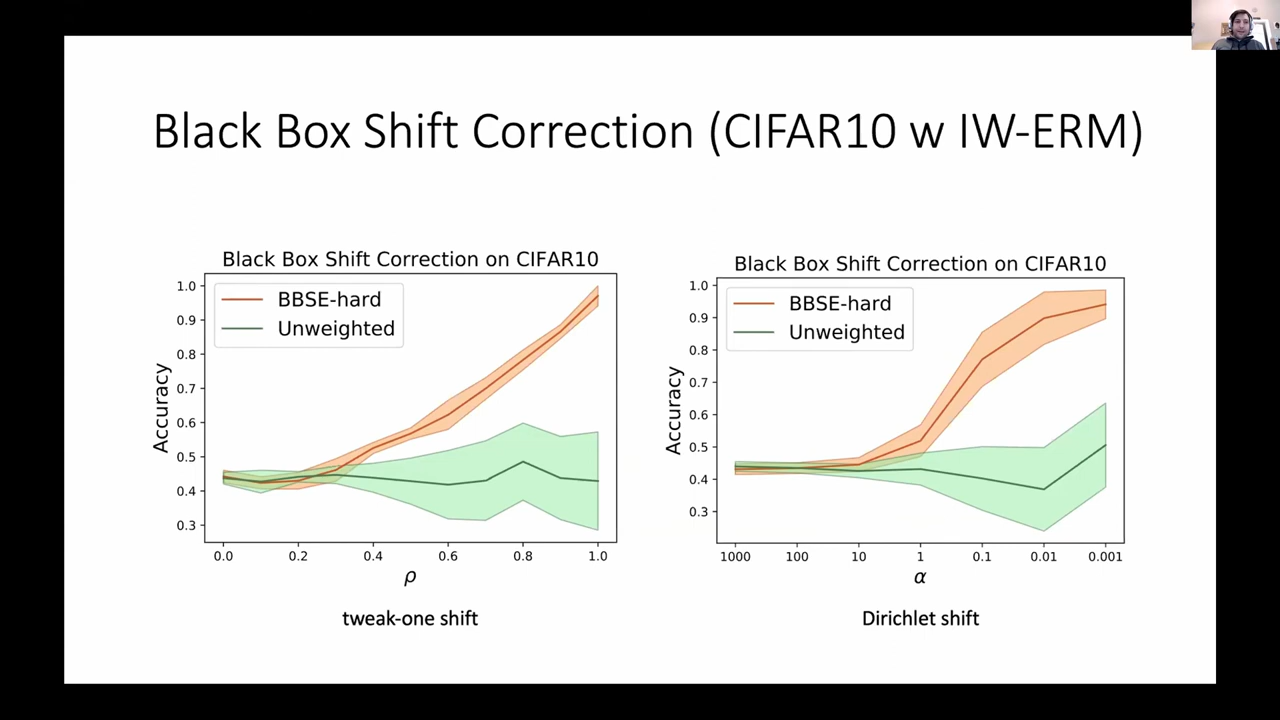 Black Box Shift Correction (CIFAR10 w IW-ERM)
Black Box Shift Correction on CIFAR10
BBSE-hard
Unweighted
Accuracy
1.0
0.9
0.8
0.7
0.6
0.5
0.4
0.3
0.0 0.2 0.4 0.6 0.8 1.0
ρ
tweak-one shift
Black Box Shift Correction on CIFAR10
BBSE-hard
Unweighted
Accuracy
1.0
0.9
0.8
0.7
0.6
0.5
0.4
0.3
1000 100 10 1 0.1 0.01 0.001
α
Dirichlet shift